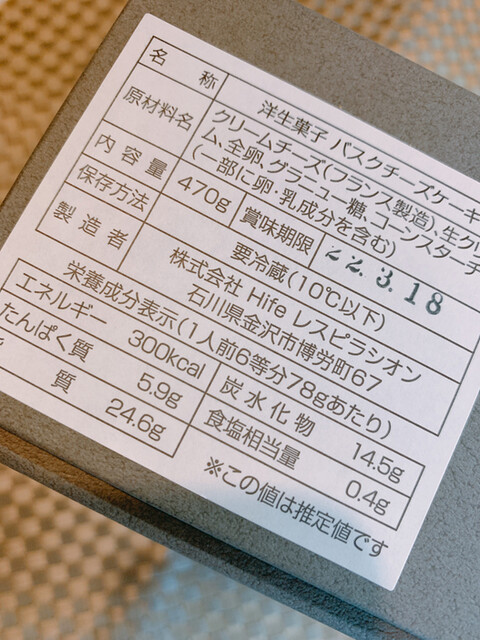 名称 洋生菓子 バスクチーズケーキ
原材料名 クリームチーズ(フランス製造)、生クリ
ム、全卵、グラニュー糖、コーンスターチ
(一部に卵・乳成分を含む)
内容量 470g 賞味期限 22.3.18
保存方法 要冷蔵(10℃以下)
製造者 株式会社 Hife レスピラシオン
石川県金沢市博労町67
栄養成分表示(1人前6等分78gあたり)
エネルギー 300kcal 炭水化物 14.5g
たんぱく質 5.9g 食塩相当量 0.4g
質 24.6g
※この値は推定値です